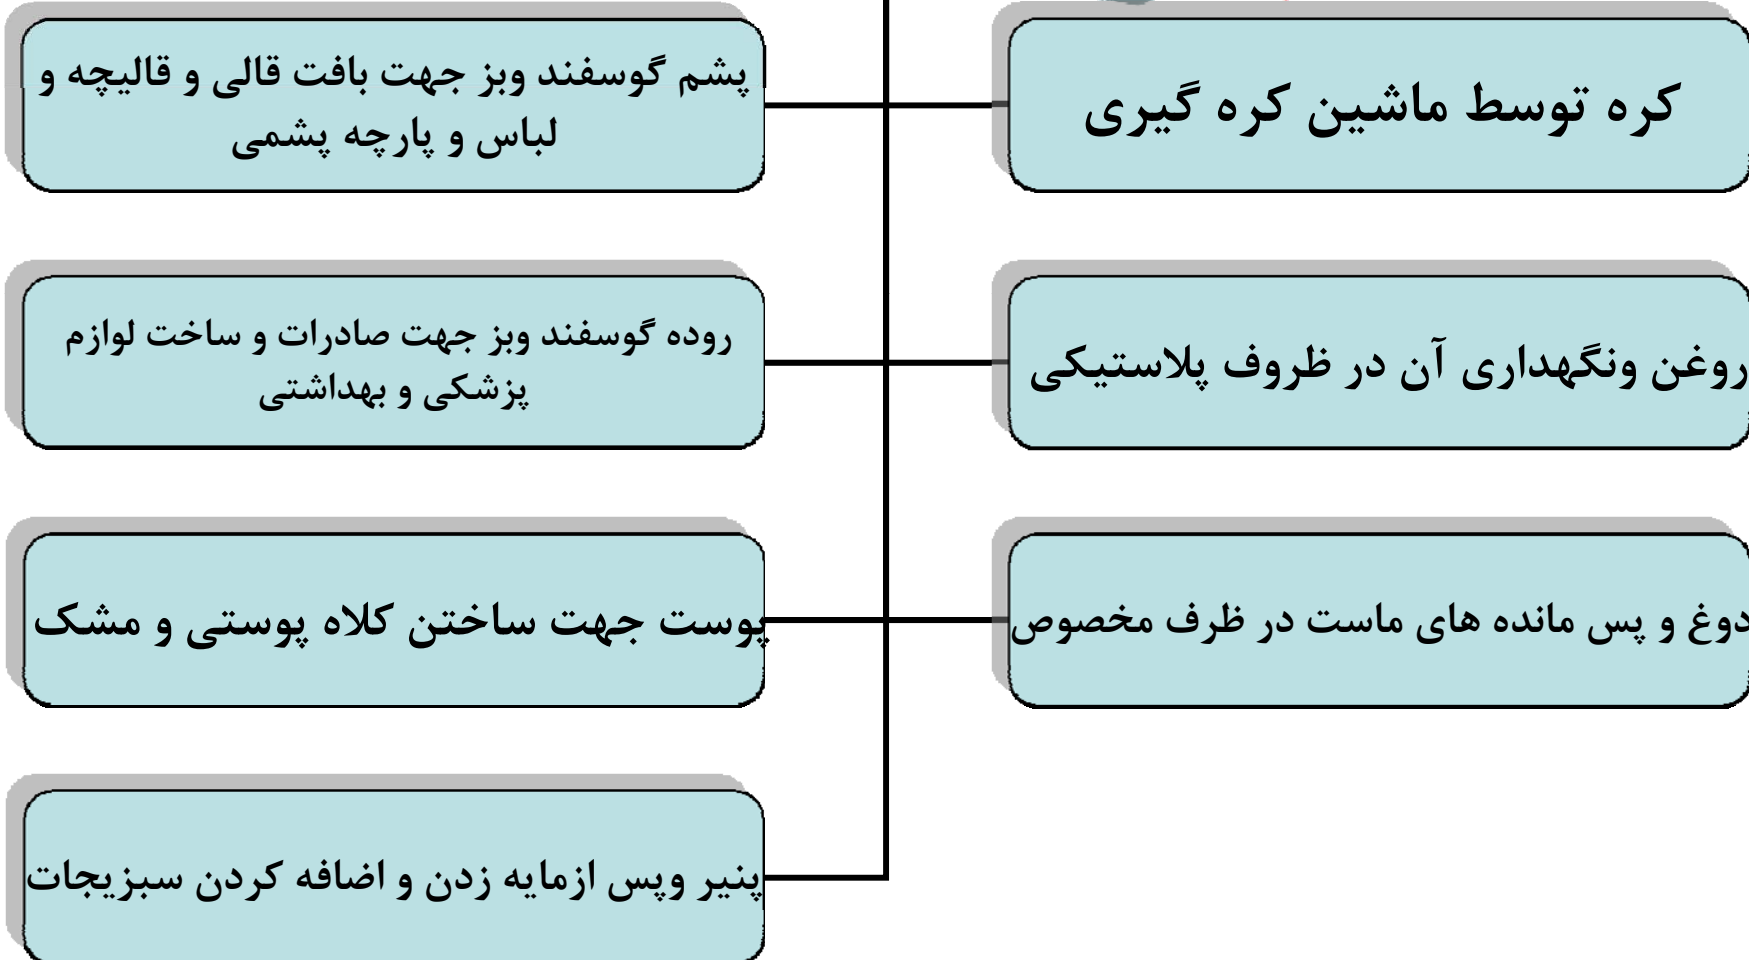 کره توسط ماشین کره گیری
پشم گوسفند وبز جهت بافت قالی و قالیچه و
لباس و پارچه پشمی
روغن ونگهداری آن در ظروف پلاستیکی
روده گوسفند وبز جهت صادرات و ساخت لوازم
پزشکی و بهداشتی
دوغ و پس مانده های ماست در ظرف مخصوص
پوست جهت ساختن کلاه پوستی و مشک
پنیر وپس ازمایه زدن و اضافه کردن سبزیجات